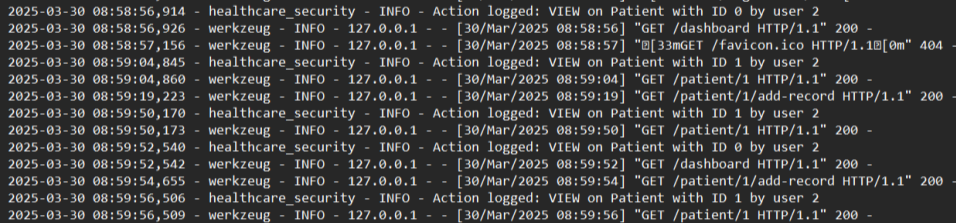 2025-03-30 08:58:56,914 - healthcare_security - INFO - Action logged: VIEW on Patient with ID 0 by user 2
2025-03-30 08:58:56,926 - werkzeug - INFO - 127.0.0.1 - - [30/Mar/2025 08:58:56] "GET /dashboard HTTP/1.1" 200 -
2025-03-30 08:58:57,156 - werkzeug - INFO - 127.0.0.1 - - [30/Mar/2025 08:58:57] "␛[33mGET /favicon.ico HTTP/1.1␛[0m" 404 -
2025-03-30 08:59:04,845 - healthcare_security - INFO - Action logged: VIEW on Patient with ID 1 by user 2
2025-03-30 08:59:04,860 - werkzeug - INFO - 127.0.0.1 - - [30/Mar/2025 08:59:04] "GET /patient/1 HTTP/1.1" 200 -
2025-03-30 08:59:19,223 - werkzeug - INFO - 127.0.0.1 - - [30/Mar/2025 08:59:19] "GET /patient/1/add-record HTTP/1.1" 200 -
2025-03-30 08:59:50,170 - healthcare_security - INFO - Action logged: VIEW on Patient with ID 1 by user 2
2025-03-30 08:59:50,173 - werkzeug - INFO - 127.0.0.1 - - [30/Mar/2025 08:59:50] "GET /patient/1 HTTP/1.1" 200 -
2025-03-30 08:59:52,540 - healthcare_security - INFO - Action logged: VIEW on Patient with ID 0 by user 2
2025-03-30 08:59:52,542 - werkzeug - INFO - 127.0.0.1 - - [30/Mar/2025 08:59:52] "GET /dashboard HTTP/1.1" 200 -
2025-03-30 08:59:54,655 - werkzeug - INFO - 127.0.0.1 - - [30/Mar/2025 08:59:54] "GET /patient/1/add-record HTTP/1.1" 200 -
2025-03-30 08:59:56,506 - healthcare_security - INFO - Action logged: VIEW on Patient with ID 1 by user 2
2025-03-30 08:59:56,509 - werkzeug - INFO - 127.0.0.1 - - [30/Mar/2025 08:59:56] "GET /patient/1 HTTP/1.1" 200 -